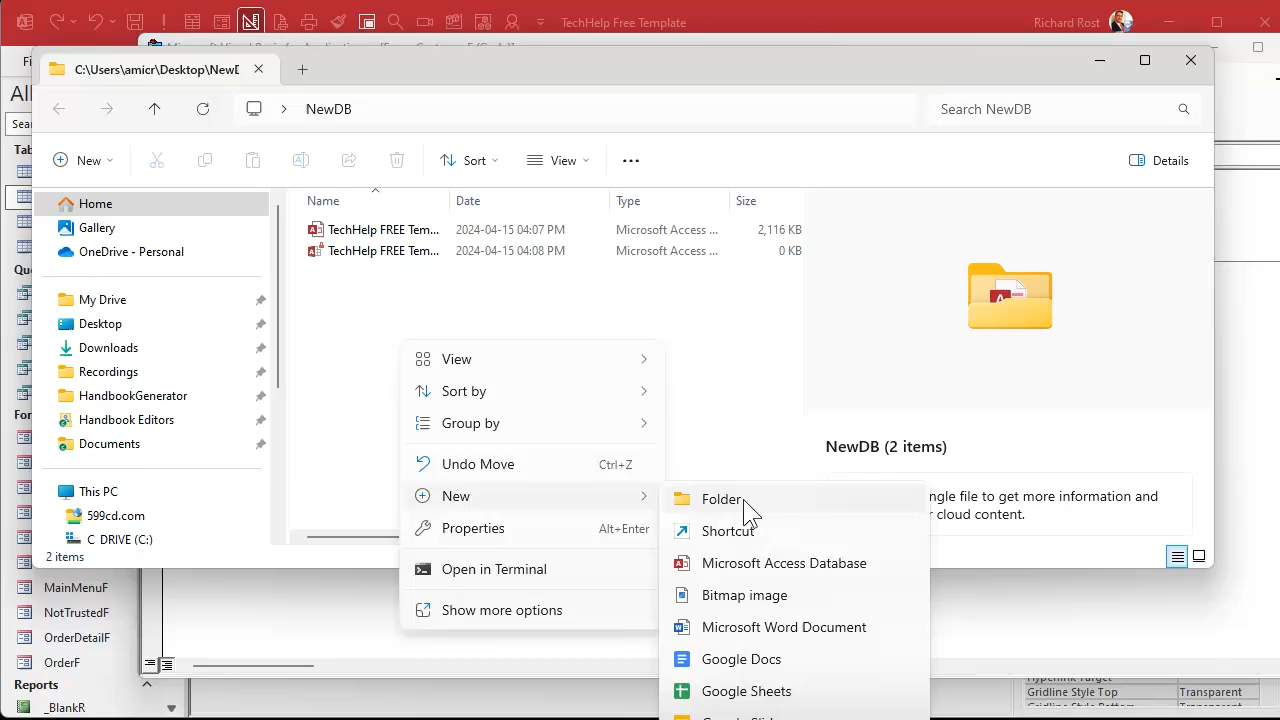 TechHelp Free Template
Richard Rost
C:\Users\amicr\Desktop\NewD
NewDB
Search NewDB
New
Sort
View
Details
Name
Date
Type
Size
TechHelp FREE Tem... 2024-04-15 04:07 PM Microsoft Access ... 2,116 KB
TechHelp FREE Tem... 2024-04-15 04:08 PM Microsoft Access ... 0 KB
Home
Gallery
OneDrive - Personal
My Drive
Desktop
Downloads
Recordings
HandbookGenerator
Handbook Editors
Documents
This PC
599cd.com
C DRIVE (C:)
2 items
NewDB (2 items)
ngle file to get more information and
r cloud content.
View
Sort by
Group by
Undo Move Ctrl+Z
New
Properties Alt+Enter
Open in Terminal
Show more options
Folder
Shortcut
Microsoft Access Database
Bitmap image
Microsoft Word Document
Google Docs
Google Sheets
MainMenuF
NotTrustedF
OrderDetailF
OrderF
Reports
_BlankR
Gridline Style Top Transparent